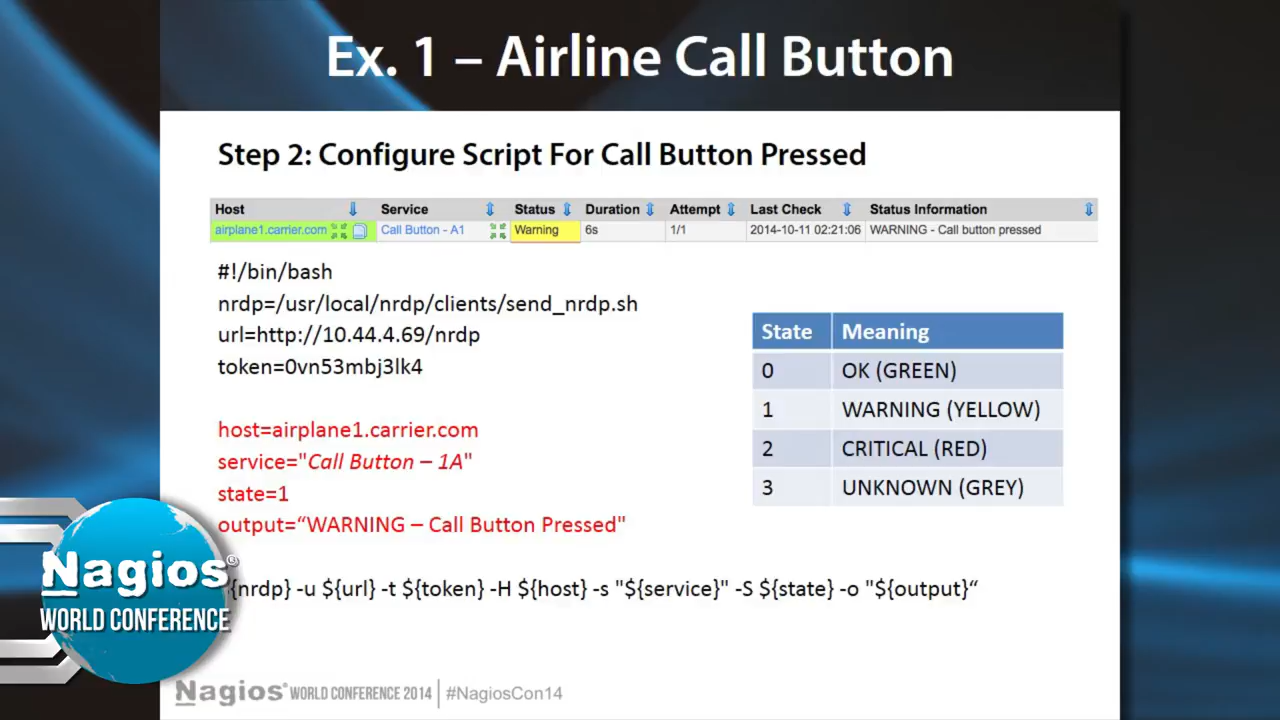 Ex. 1 – Airline Call Button
Step 2: Configure Script For Call Button Pressed
Host Service Status Duration Attempt Last Check Status Information
airplane1.carrier.com Call Button - A1 Warning 6s 1/1 2014-10-11 02:21:06 WARNING - Call button pressed
#!/bin/bash
nrdp=/usr/local/nrdp/clients/send_nrdp.sh
url=http://10.44.4.69/nrdp
token=0vn53mbj3lk4
host=airplane1.carrier.com
service="Call Button – 1A"
state=1
output=“WARNING – Call Button Pressed"
State Meaning
0 OK (GREEN)
1 WARNING (YELLOW)
2 CRITICAL (RED)
3 UNKNOWN (GREY)
{nrdp} -u ${url} -t ${token} -H ${host} -s "${service}" -S ${state} -o "${output}“
Nagios®
WORLD CONFERENCE
Nagios® WORLD CONFERENCE 2014 | #NagiosCon14